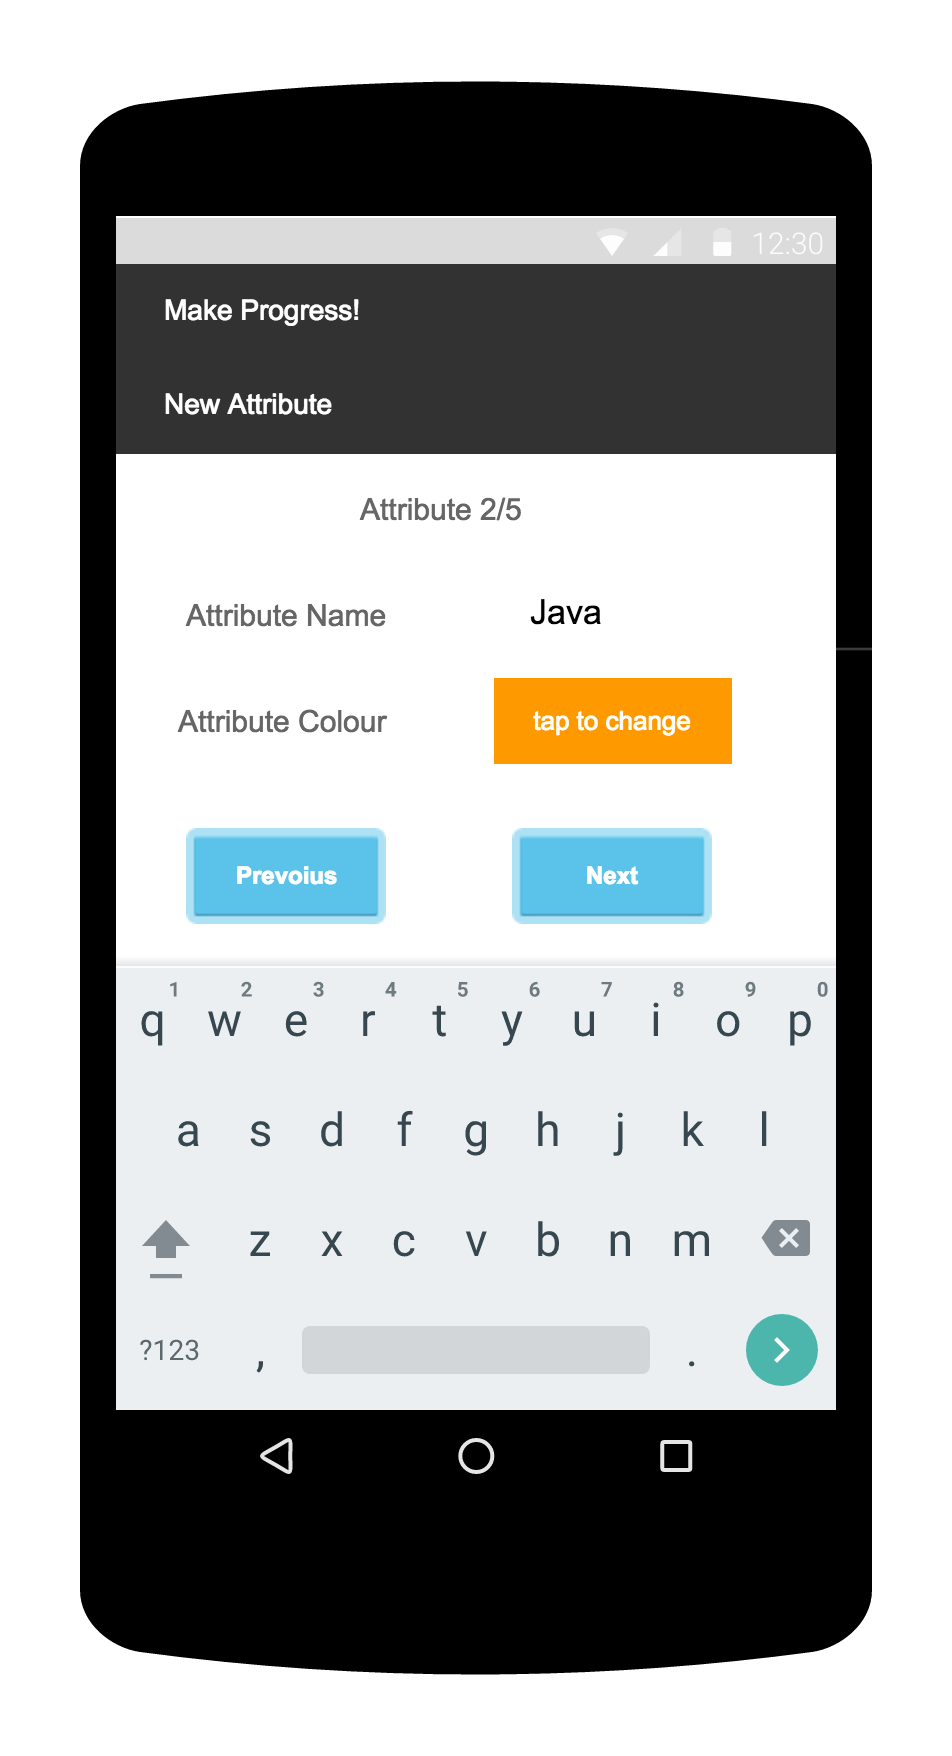 12:30
Make Progress!
New Attribute
Attribute 2/5
Attribute Name Java
Attribute Colour tap to change
Prevoius Next
1 2 3 4 5 6 7 8 9 0
q w e r t y u i o p
a s d f g h j k l
z x c v b n m
?123 , .